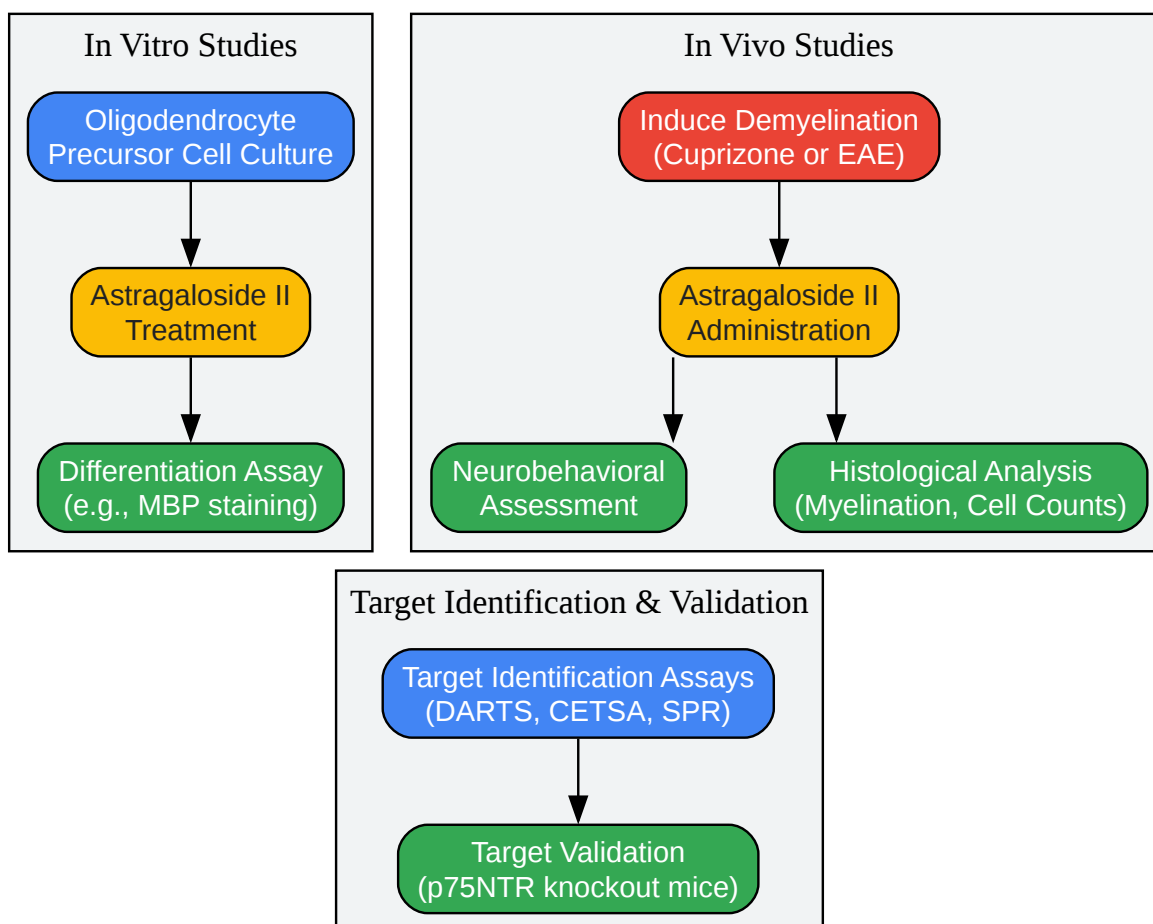 In Vitro Studies
Oligodendrocyte
Precursor Cell Culture
Astragaloside II
Treatment
Differentiation Assay
(e.g., MBP staining)
In Vivo Studies
Induce Demyelination
(Cuprizone or EAE)
Astragaloside II
Administration
Neurobehavioral
Assessment
Histological Analysis
(Myelination, Cell Counts)
Target Identification & Validation
Target Identification Assays
(DARTS, CETSA, SPR)
Target Validation
(p75NTR knockout mice)